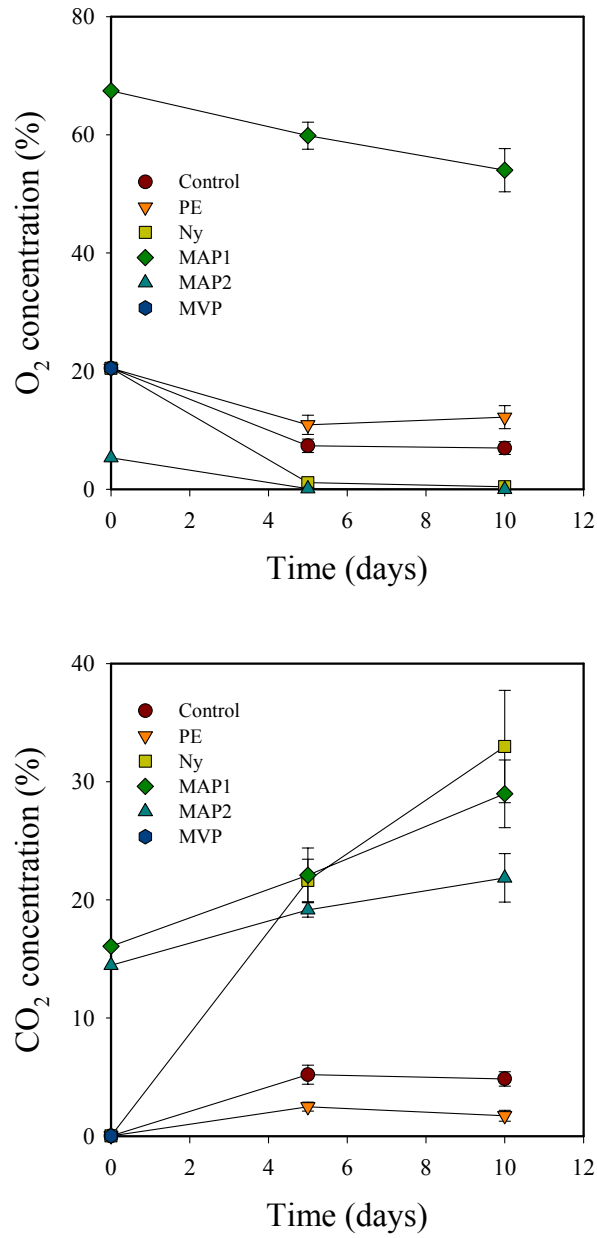 80
60
40
20
0
O₂ concentration (%)
Control
PE
Ny
MAP1
MAP2
MVP
0 2 4 6 8 10 12
Time (days)
40
30
20
10
0
CO₂ concentration (%)
Control
PE
Ny
MAP1
MAP2
MVP
0 2 4 6 8 10 12
Time (days)